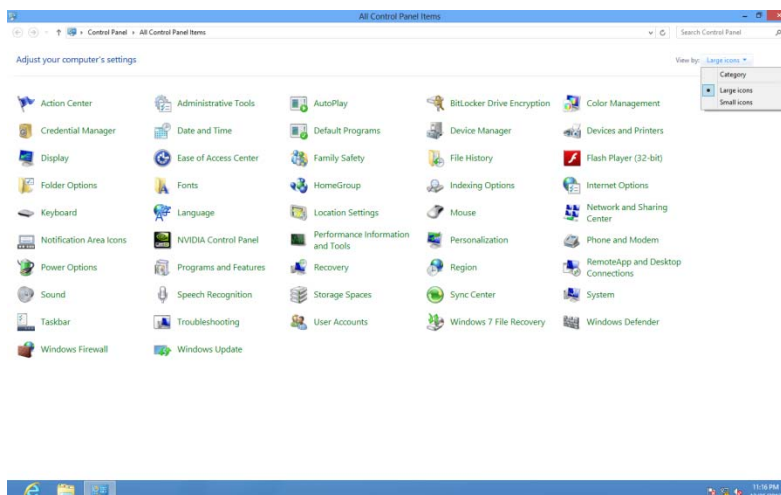 All Control Panel Items
Control Panel All Control Panel Items
Search Control Panel
Adjust your computer's settings
View by: Large icons
Category
Large icons
Small icons
Action Center Administrative Tools AutoPlay BitLocker Drive Encryption Color Management
Credential Manager Date and Time Default Programs Device Manager Devices and Printers
Display Ease of Access Center Family Safety File History Flash Player (32-bit)
Folder Options Fonts HomeGroup Indexing Options Internet Options
Keyboard Language Location Settings Mouse Network and Sharing
Center
Notification Area Icons NVIDIA Control Panel Performance Information
and Tools Personalization Phone and Modem
Power Options Programs and Features Recovery Region RemoteApp and Desktop
Connections
Sound Speech Recognition Storage Spaces Sync Center System
Taskbar Troubleshooting User Accounts Windows 7 File Recovery Windows Defender
Windows Firewall Windows Update
11:16 PM